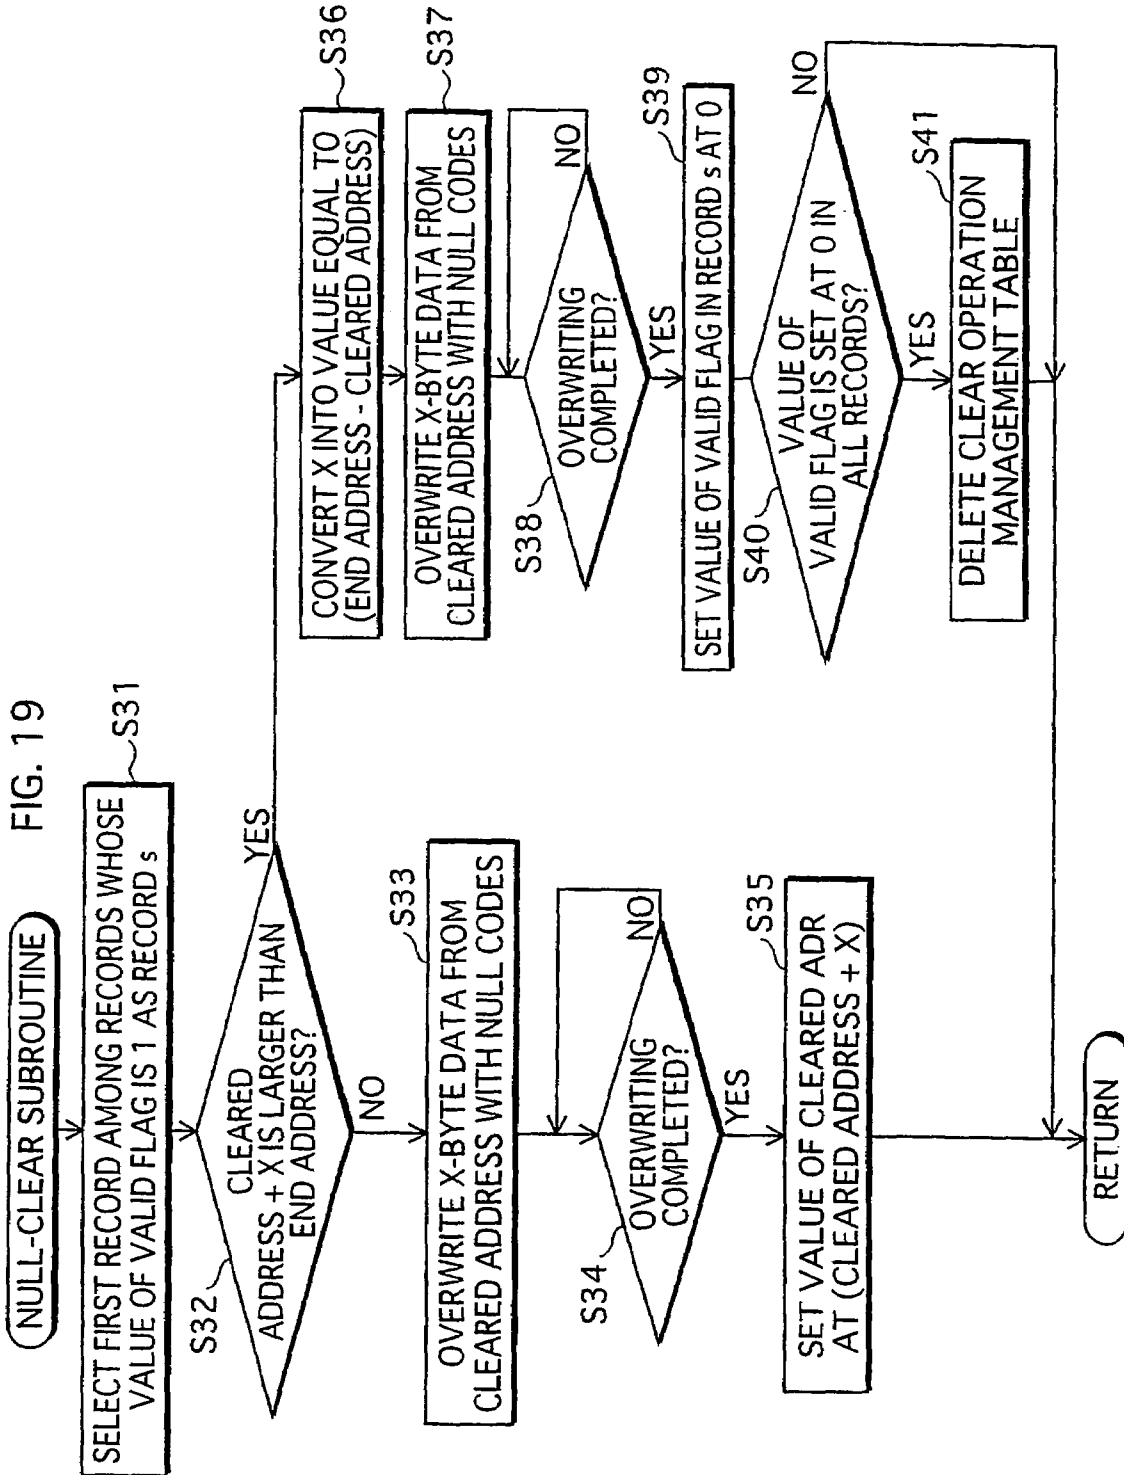 FIG. 19
NULL-CLEAR SUBROUTINE
SELECT FIRST RECORD AMONG RECORDS WHOSE
VALUE OF VALID FLAG IS 1 AS RECORD s
S31
CLEARED
ADDRESS + X IS LARGER THAN
END ADDRESS?
S32
YES
NO
OVERWRITE X-BYTE DATA FROM
CLEARED ADDRESS WITH NULL CODES
S33
OVERWRITING
COMPLETED?
S34
NO
YES
SET VALUE OF CLEARED ADR
AT (CLEARED ADDRESS + X)
S35
CONVERT X INTO VALUE EQUAL TO
(END ADDRESS - CLEARED ADDRESS)
S36
OVERWRITE X-BYTE DATA FROM
CLEARED ADDRESS WITH NULL CODES
S37
OVERWRITING
COMPLETED?
S38
NO
YES
SET VALUE OF VALID FLAG IN RECORD s AT 0
S39
VALUE OF
VALID FLAG IS SET AT 0 IN
ALL RECORDS?
S40
NO
YES
DELETE CLEAR OPERATION
MANAGEMENT TABLE
S41
RETURN